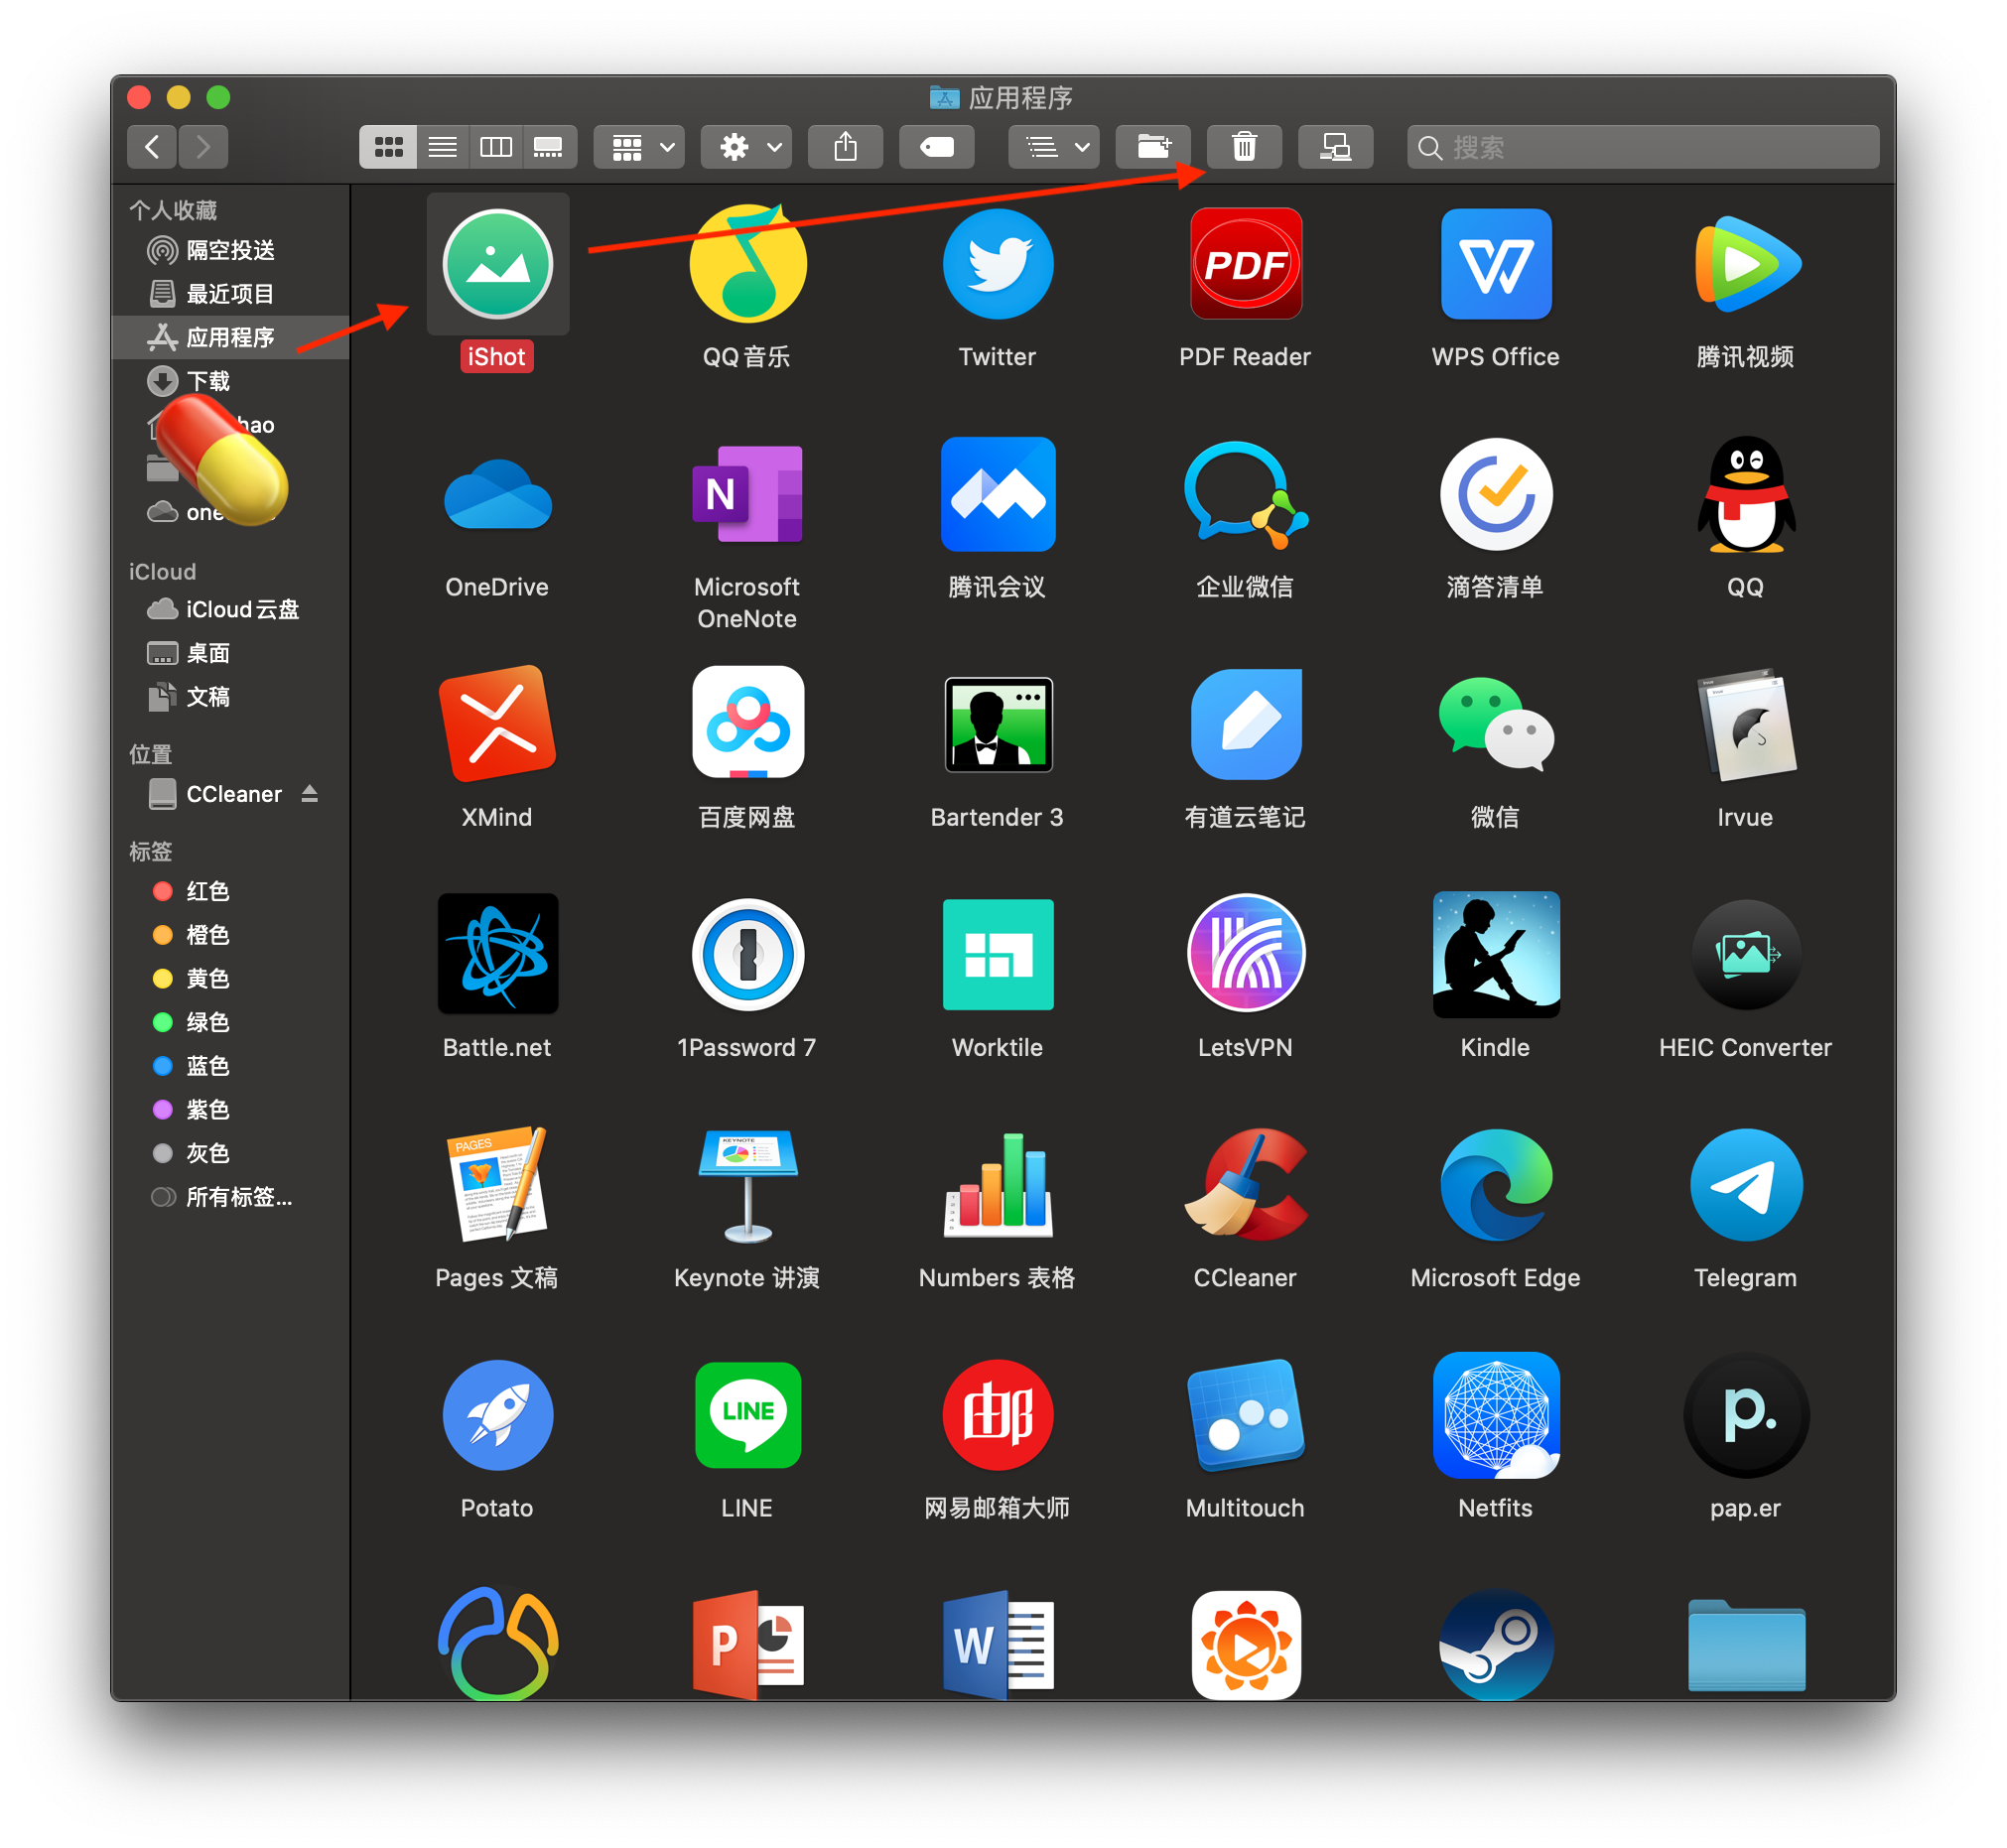 应用程序
搜索
个人收藏
隔空投送
最近项目
应用程序
下载
hao
one
iCloud
iCloud云盘
桌面
文稿
位置
CCleaner
标签
红色
橙色
黄色
绿色
蓝色
紫色
灰色
所有标签...
PDF
iShot
QQ音乐
Twitter
PDF Reader
WPS Office
腾讯视频
N
OneDrive
Microsoft OneNote
腾讯会议
企业微信
滴答清单
QQ
XMind
百度网盘
Bartender 3
有道云笔记
微信
Irvue
Battle.net
1Password 7
Worktile
LetsVPN
Kindle
HEIC Converter
PAGES
KEYNOTE
Pages 文稿
Keynote 讲演
Numbers 表格
CCleaner
Microsoft Edge
Telegram
LINE
邮
p.
Potato
LINE
网易邮箱大师
Multitouch
Netfits
pap.er
P
W